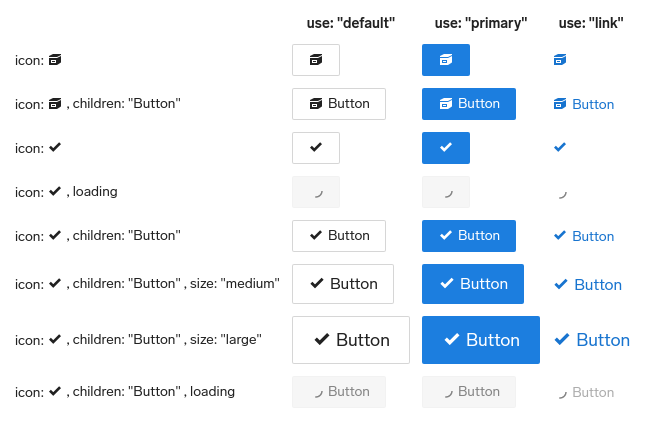 use: "default" use: "primary" use: "link"
icon:
icon: , children: "Button" Button Button Button
icon:
icon: , loading
icon: , children: "Button" Button Button Button
icon: , children: "Button" , size: "medium" Button Button Button
icon: , children: "Button" , size: "large" Button Button Button
icon: , children: "Button" , loading Button Button Button